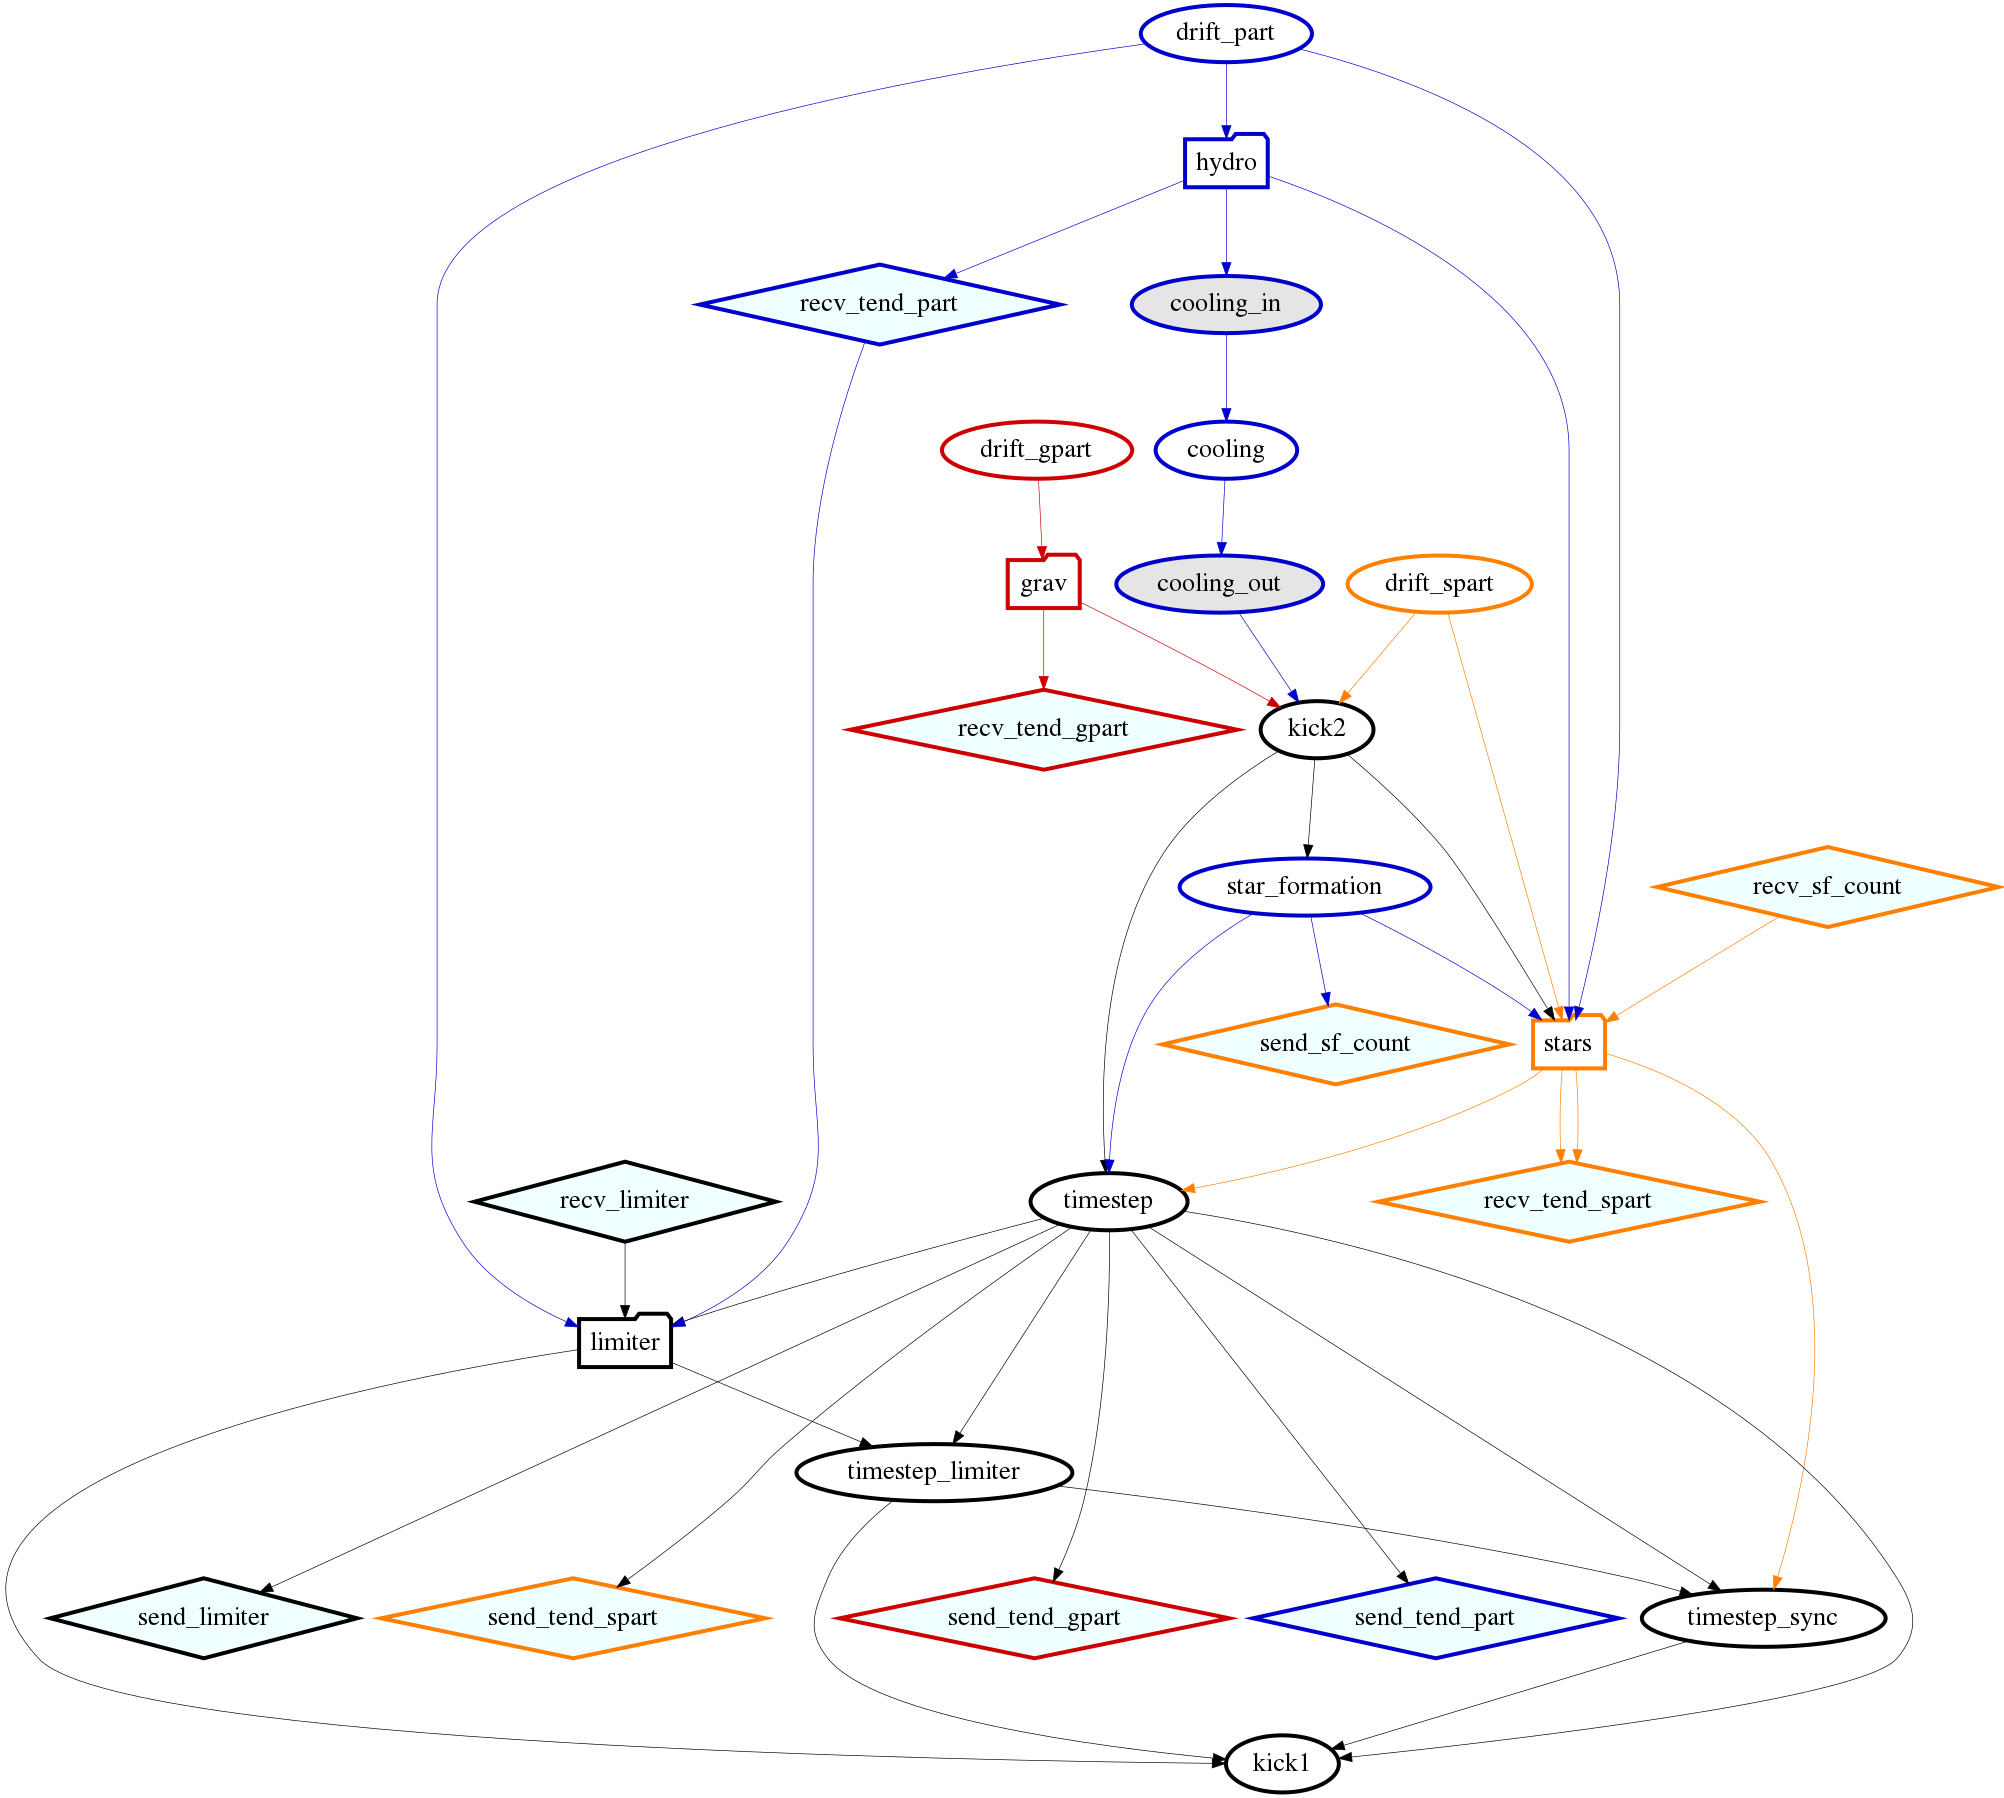 drift_part
hydro
recv_tend_part
cooling_in
drift_gpart
cooling
grav
cooling_out
drift_spart
recv_tend_gpart
kick2
star_formation
recv_sf_count
send_sf_count
stars
recv_limiter
timestep
recv_tend_spart
limiter
timestep_limiter
send_limiter
send_tend_spart
send_tend_gpart
send_tend_part
timestep_sync
kick1